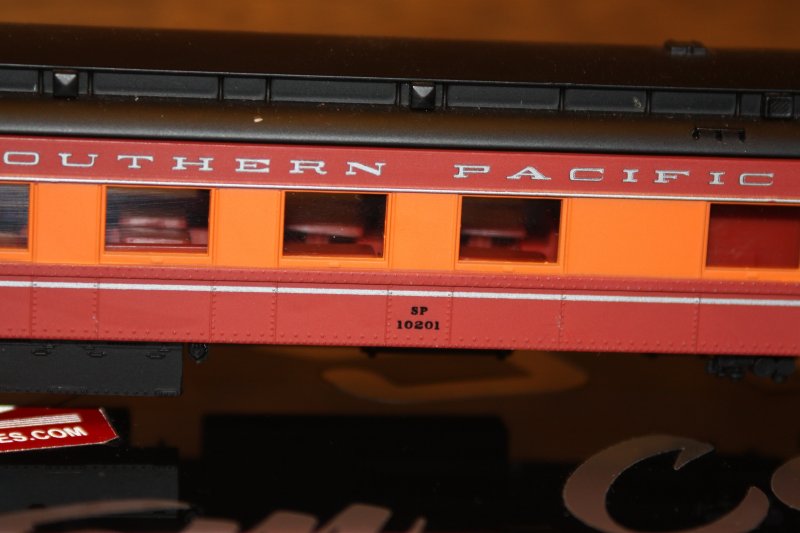 OUTHERN PACIFIC
SP
10201
ES.COM